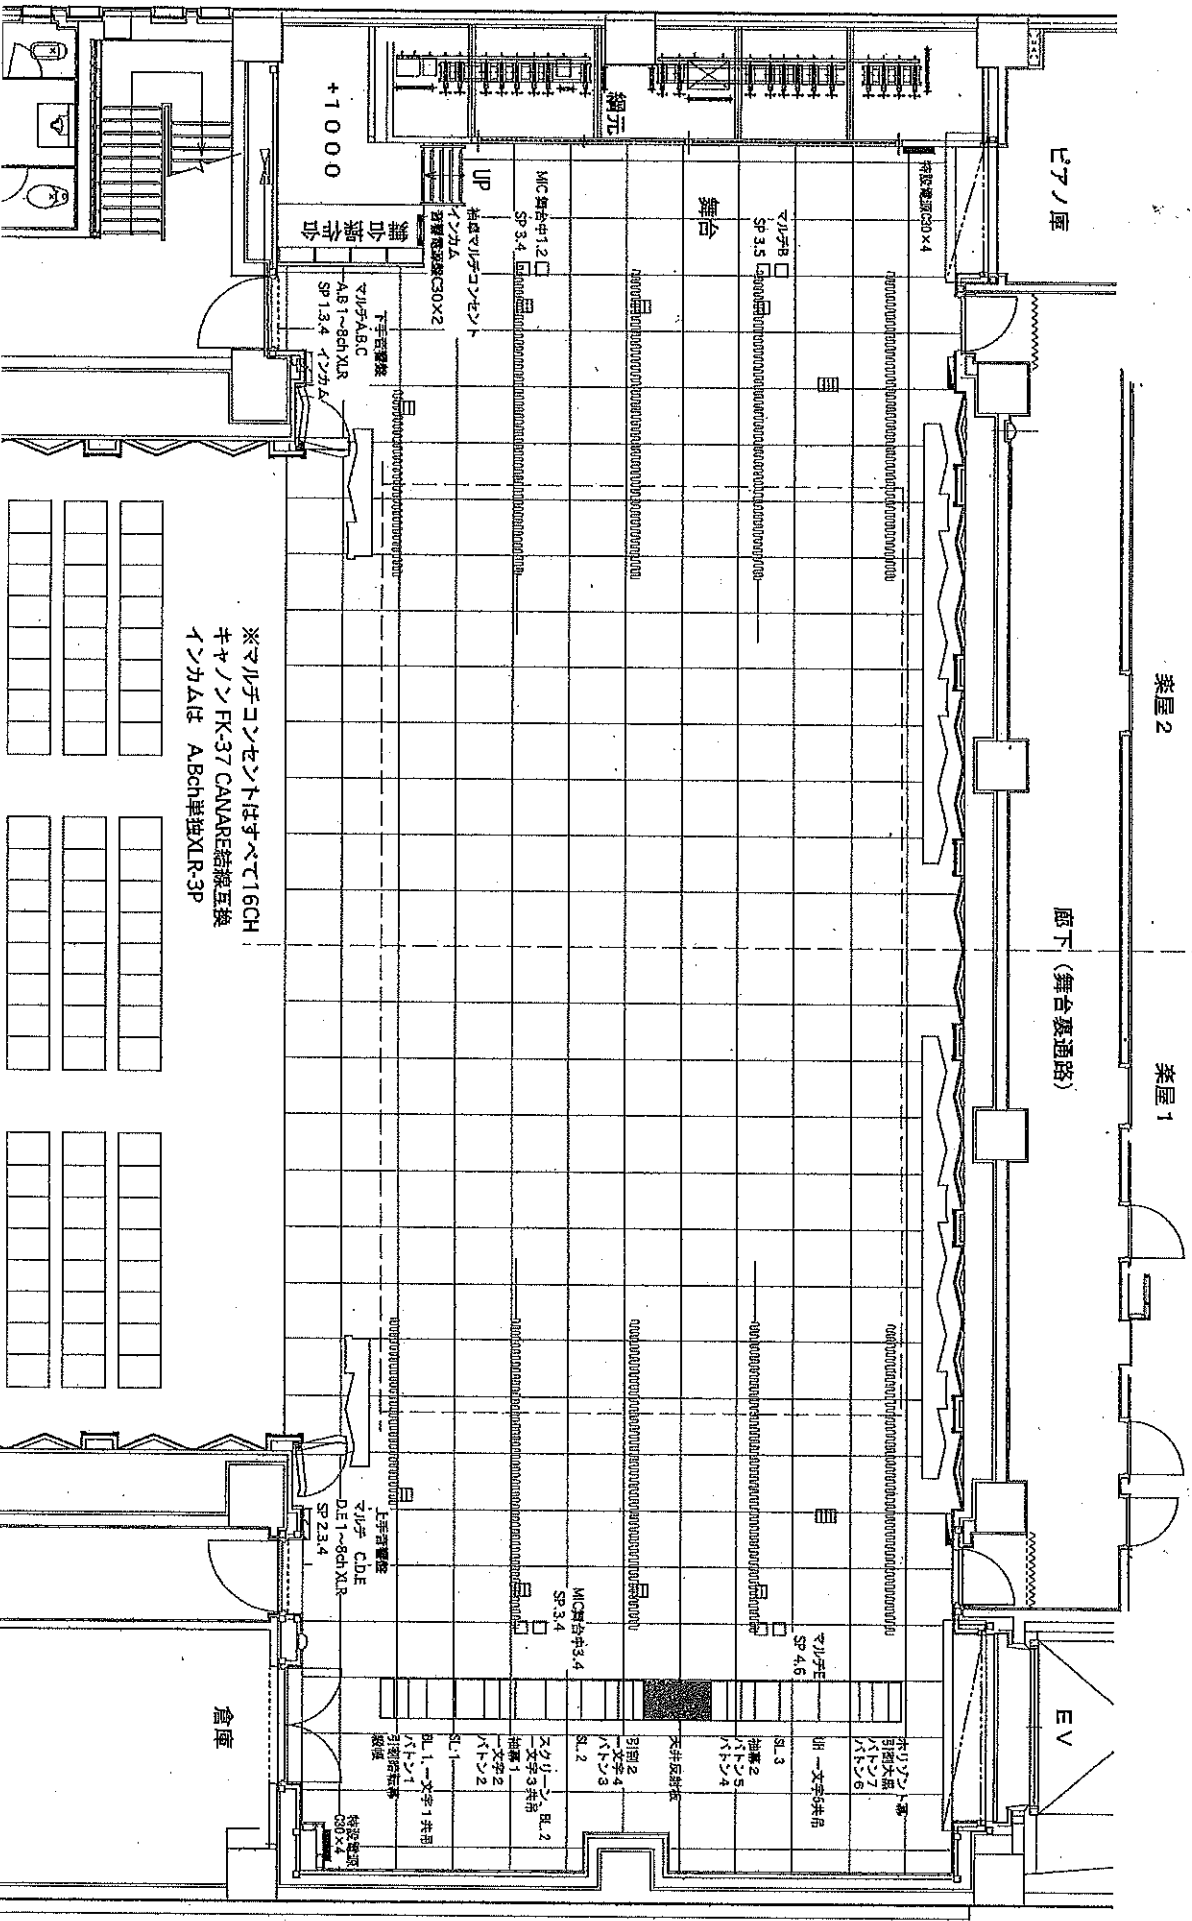 楽屋2
楽屋1
ピアノ庫
廊下 (舞台裏通路)
EV
特設電源C30×4
マルチB
SP 3.5
舞台
MIC 舞台中1.2
SP 3.4
綱元
UP
袖卓マルチコンセント
インカム
音響電源盤C30×2
+1000
舞台操作台
下手音響盤
マルチA.B.C
A.B 1~8ch XLR
SP 1.3.4 インカム
※マルチコンセントはすべて16CH
キャノン FK-37 CANARE結線互換
インカムは A.Bch単独XLR-3P
上手音響盤
マルチ C.D.E
D.E 1~8ch XLR
SP 2.3.4
MIC舞台中3.4
SP.3.4
マルチE
SP 4.6
ホリゾント幕
引割大黒
バトン7
バトン6
UH 一文字5共吊
SL.3
袖幕2
バトン5
バトン4
天井反射板
引割2
一文字4
バトン3
SL.2
スクリーン、BL.2
一文字3共吊
袖幕1
一文字2
バトン2
SL.1
BL.1、一文字1共吊
バトン1
引割暗転幕
緞帳
特設電源
C30×4
倉庫